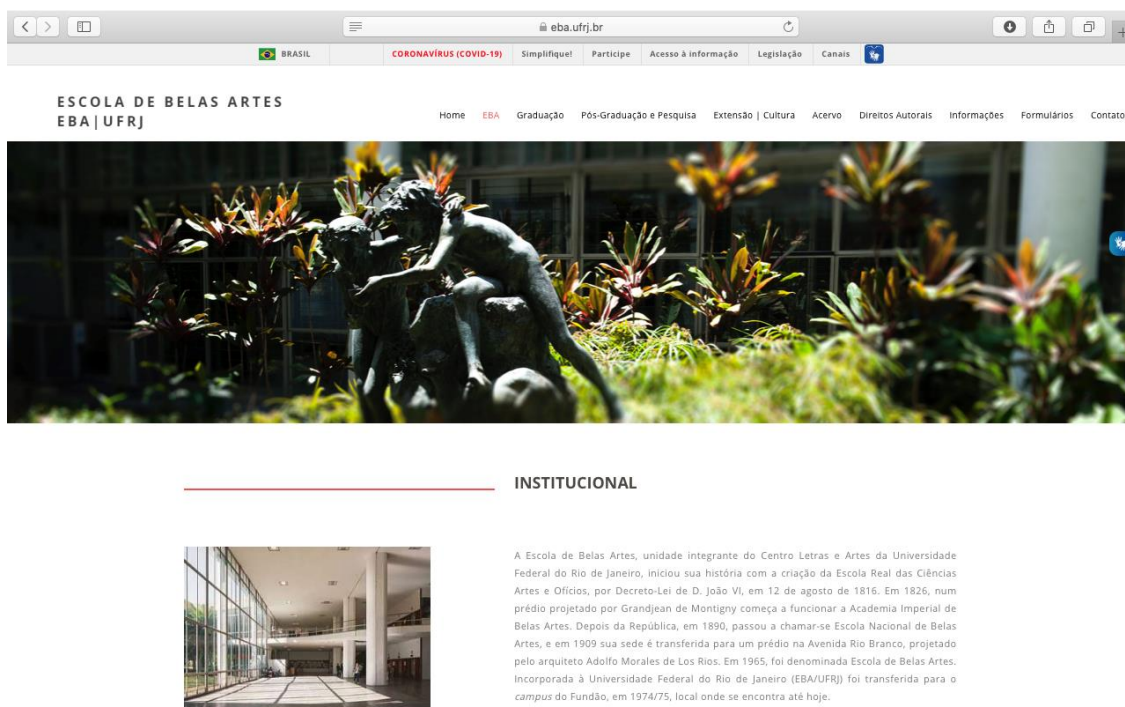 eba.ufrj.br
BRASIL CORONAVÍRUS (COVID-19) Simplifique! Participe Acesso à informação Legislação Canais
ESCOLA DE BELAS ARTES
EBA|UFRJ
Home EBA Graduação Pós-Graduação e Pesquisa Extensão | Cultura Acervo Direitos Autorais Informações Formulários Contato
INSTITUCIONAL
A Escola de Belas Artes, unidade integrante do Centro Letras e Artes da Universidade
Federal do Rio de Janeiro, iniciou sua história com a criação da Escola Real das Ciências
Artes e Ofícios, por Decreto-Lei de D. João VI, em 12 de agosto de 1816. Em 1826, num
prédio projetado por Grandjean de Montigny começa a funcionar a Academia Imperial de
Belas Artes. Depois da República, em 1890, passou a chamar-se Escola Nacional de Belas
Artes, e em 1909 sua sede é transferida para um prédio na Avenida Rio Branco, projetado
pelo arquiteto Adolfo Morales de Los Rios. Em 1965, foi denominada Escola de Belas Artes.
Incorporada à Universidade Federal do Rio de Janeiro (EBA/UFRJ) foi transferida para o
campus do Fundão, em 1974/75, local onde se encontra até hoje.